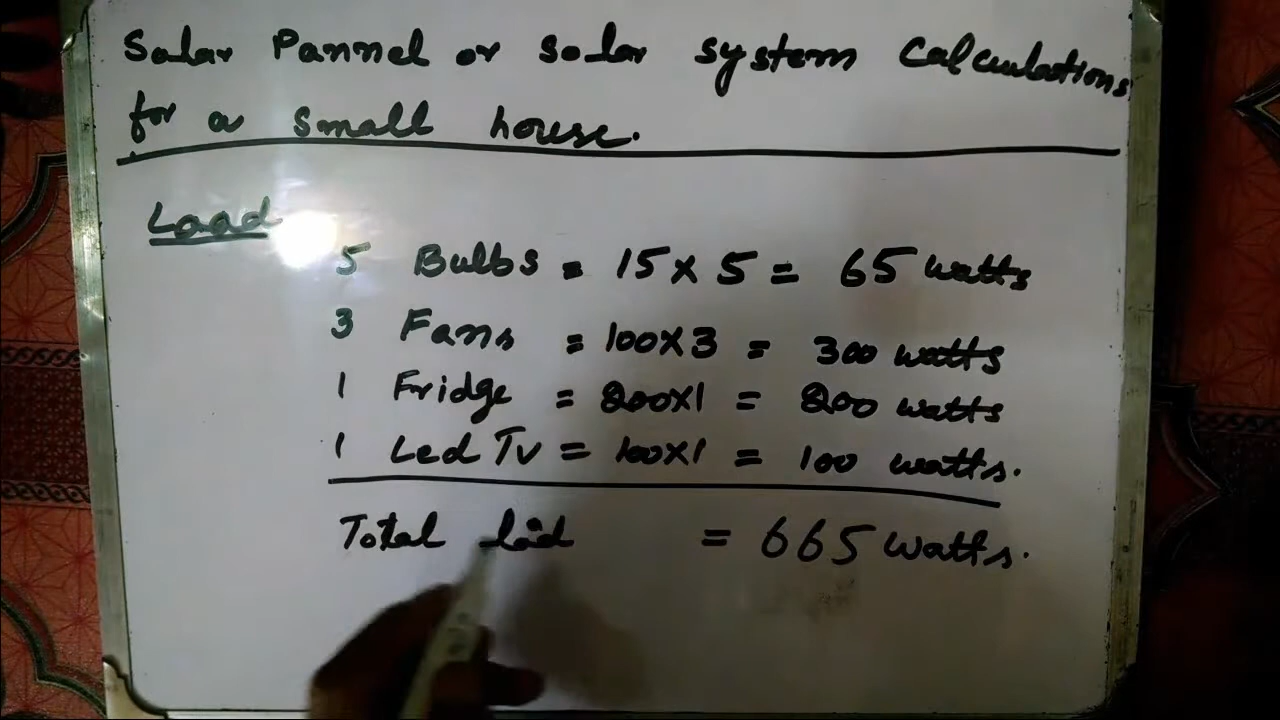 Solar Pannel or solar system Calculations
for a small house.
Load
5 Bulbs = 15 x 5 = 65 watts
3 Fans = 100x3 = 300 watts
1 Fridge = 200x1 = 200 watts
1 Led Tv = 100x1 = 100 watts.
Total = 665 watts.